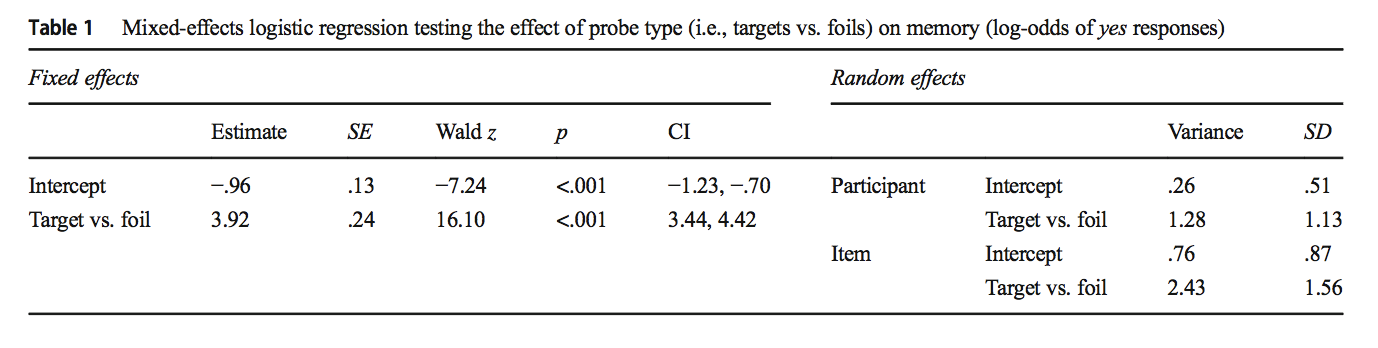 Table 1 Mixed-effects logistic regression testing the effect of probe type (i.e., targets vs. foils) on memory (log-odds of yes responses)
Fixed effects Random effects
Estimate SE Wald z p CI Variance SD
Intercept −.96 .13 −7.24 <.001 −1.23, −.70 Participant Intercept .26 .51
Target vs. foil 3.92 .24 16.10 <.001 3.44, 4.42 Target vs. foil 1.28 1.13
Item Intercept .76 .87
Target vs. foil 2.43 1.56